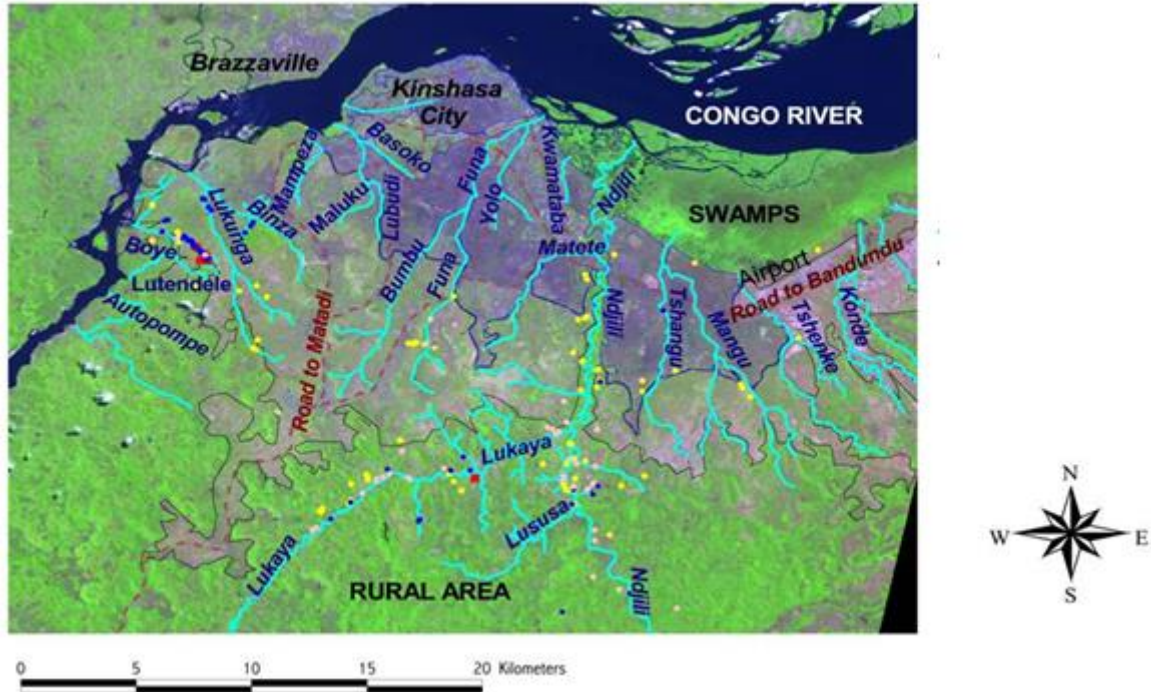 Brazzaville
Kinshasa
City
CONGO RIVER
Basoko
Mampeza
Funa
Kwamataba
Lukunga
Binza
Maluku
Lubudi
Yolo
Ndjili
SWAMPS
Boye
Matete
Bumbu
Funa
Airport
Road to Bandundu
Lutendele
Autopompe
Ndjili
Tshangu
Mangu
Tshenke
Konde
Road to Matadi
Lukaya
Lususa
Lukaya
RURAL AREA
Ndjili
N
W E
S
0 5 10 15 20 Kilometers